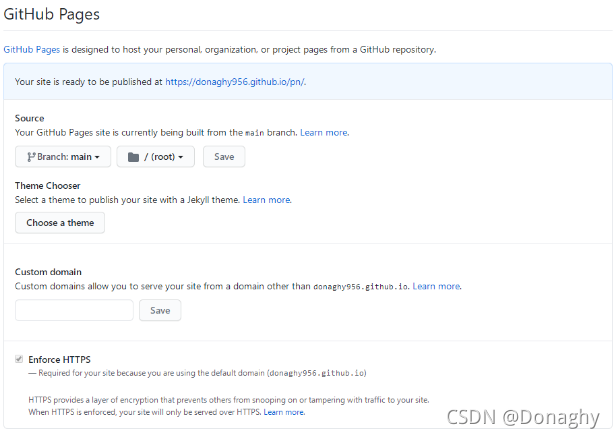 GitHub Pages
GitHub Pages is designed to host your personal, organization, or project pages from a GitHub repository.
Your site is ready to be published at https://donaghy956.github.io/pn/.
Source
Your GitHub Pages site is currently being built from the main branch. Learn more.
Branch: main
/ (root)
Save
Theme Chooser
Select a theme to publish your site with a Jekyll theme. Learn more.
Choose a theme
Custom domain
Custom domains allow you to serve your site from a domain other than donaghy956.github.io. Learn more.
Save
Enforce HTTPS
— Required for your site because you are using the default domain (donaghy956.github.io)
HTTPS provides a layer of encryption that prevents others from snooping on or tampering with traffic to your site.
When HTTPS is enforced, your site will only be served over HTTPS. Learn more.
CSDN @Donaghy